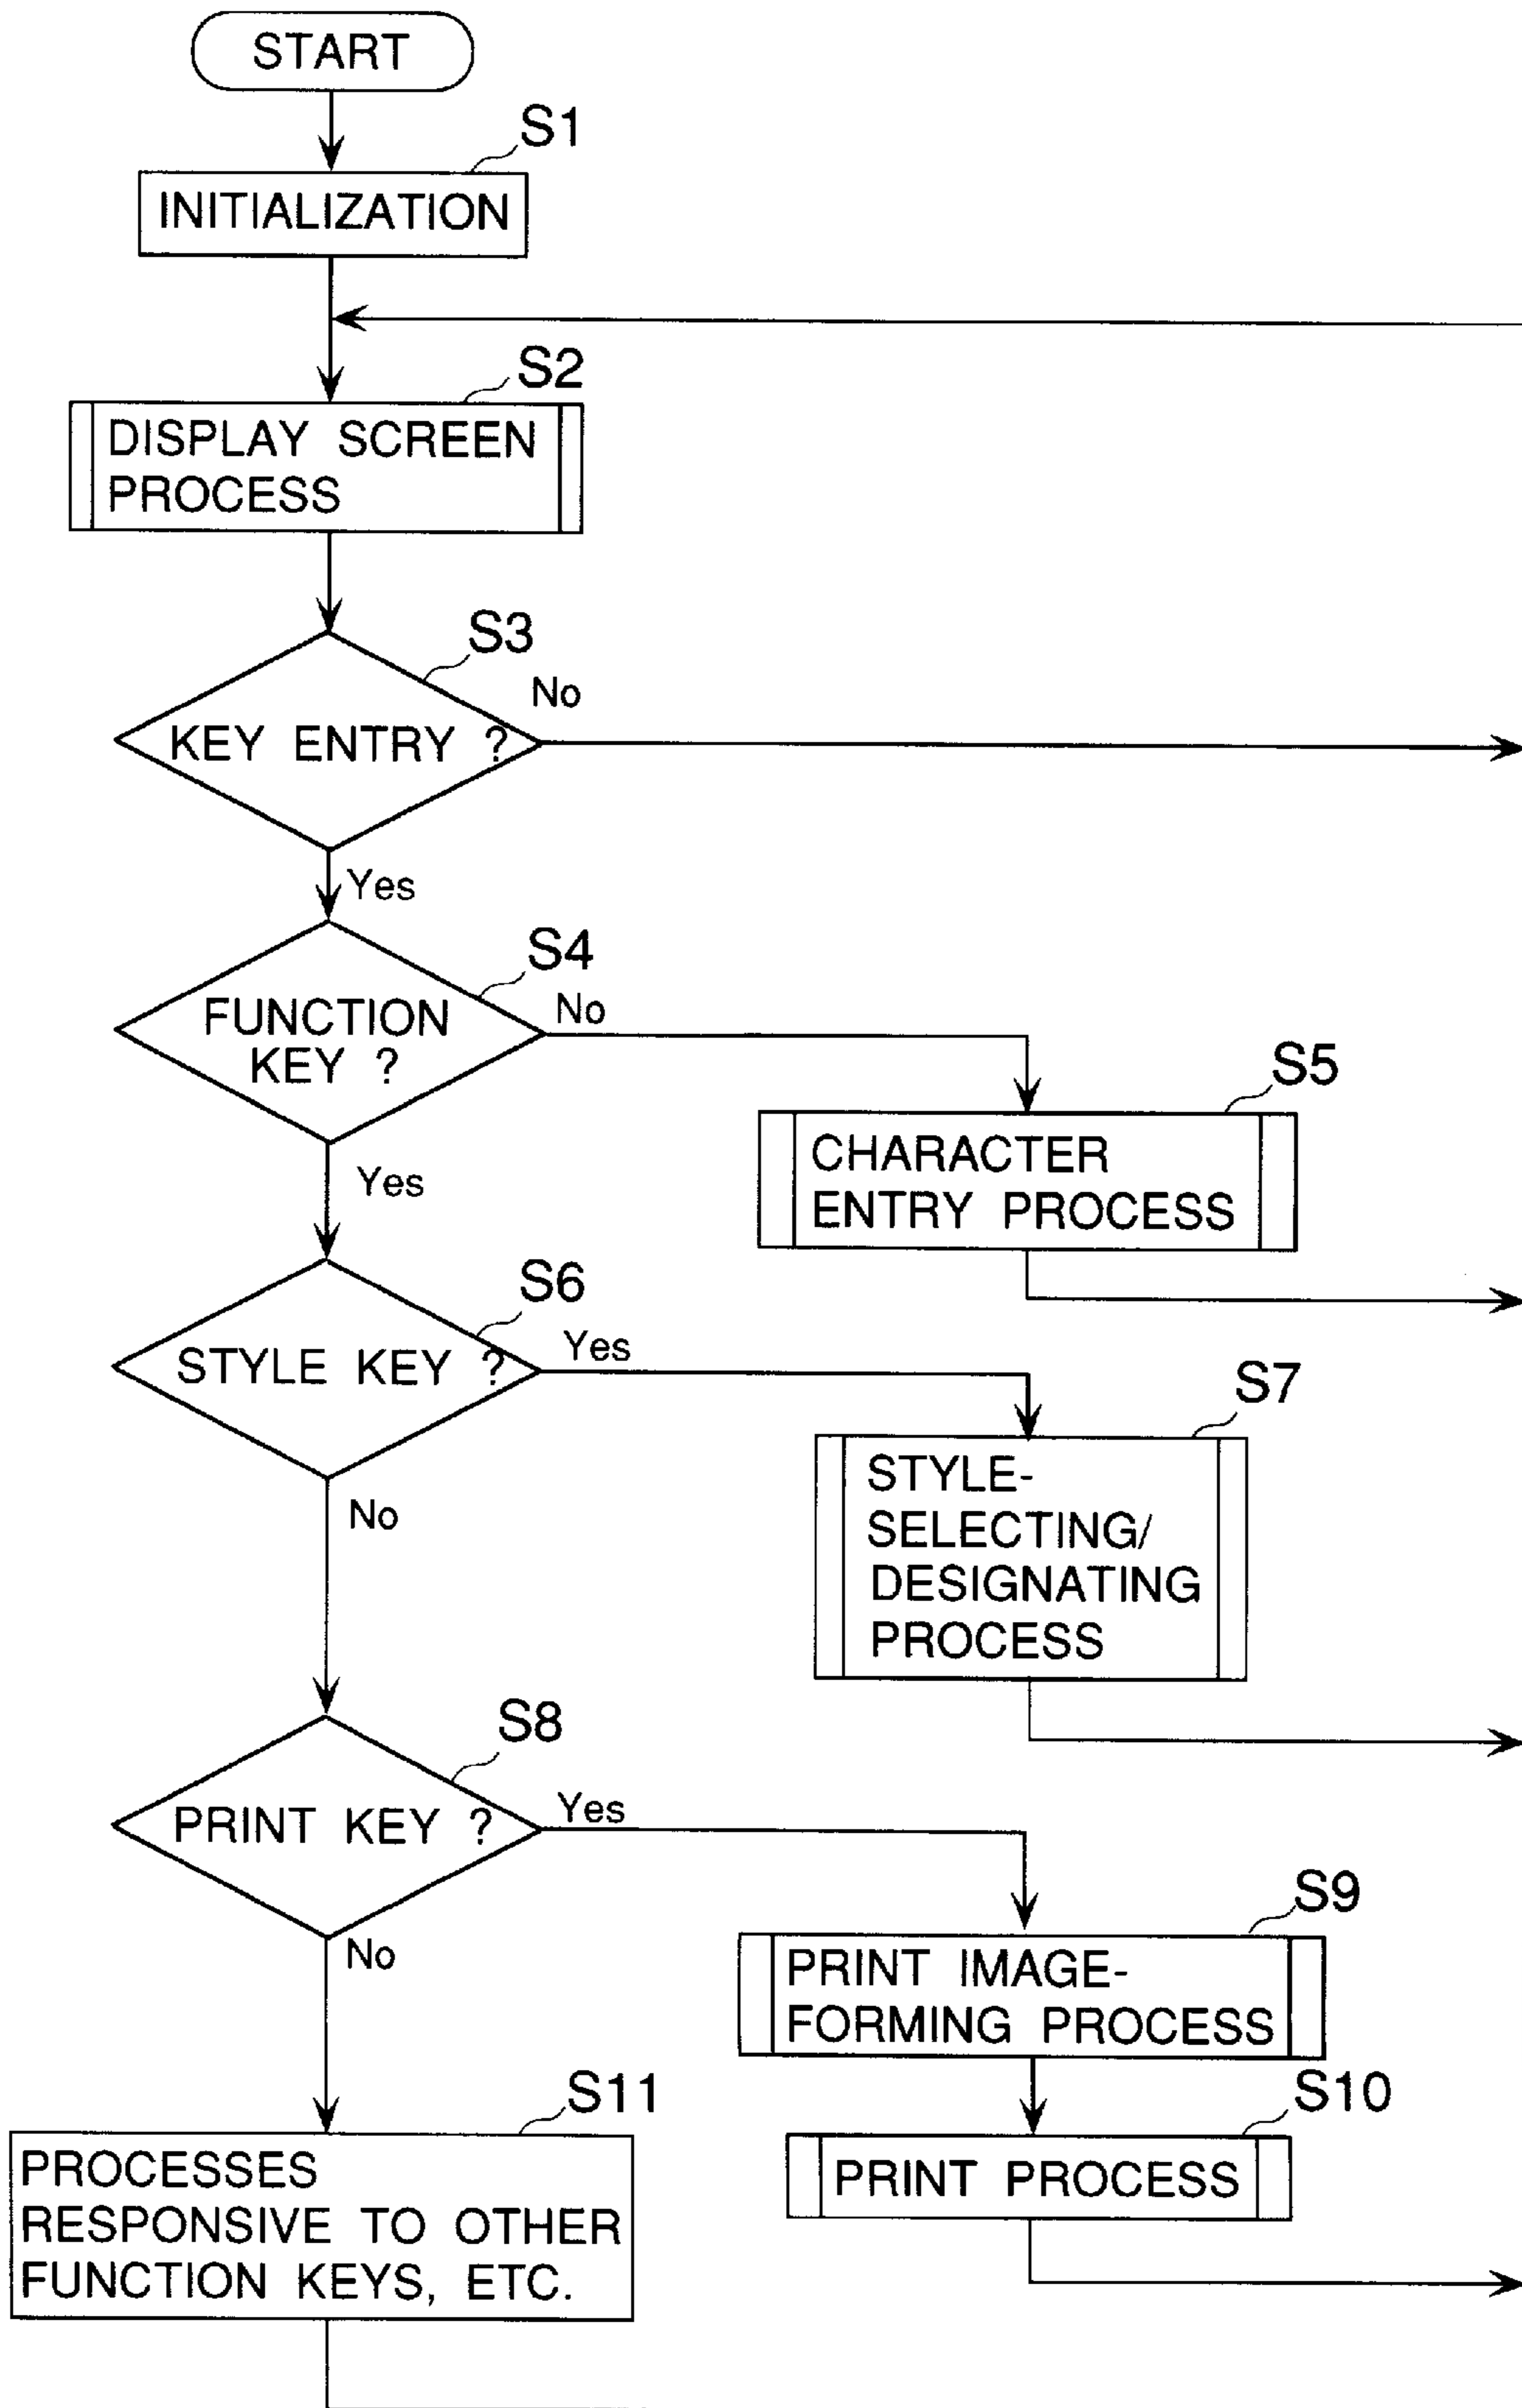 START
S1
INITIALIZATION
S2
DISPLAY SCREEN
PROCESS
S3
No
KEY ENTRY ?
Yes
S4
No
FUNCTION
KEY ?
S5
CHARACTER
ENTRY PROCESS
Yes
S6
Yes
STYLE KEY ?
S7
STYLE-
SELECTING/
DESIGNATING
PROCESS
No
S8
Yes
PRINT KEY ?
S9
PRINT IMAGE-
FORMING PROCESS
No
S10
PRINT PROCESS
S11
PROCESSES
RESPONSIVE TO OTHER
FUNCTION KEYS, ETC.